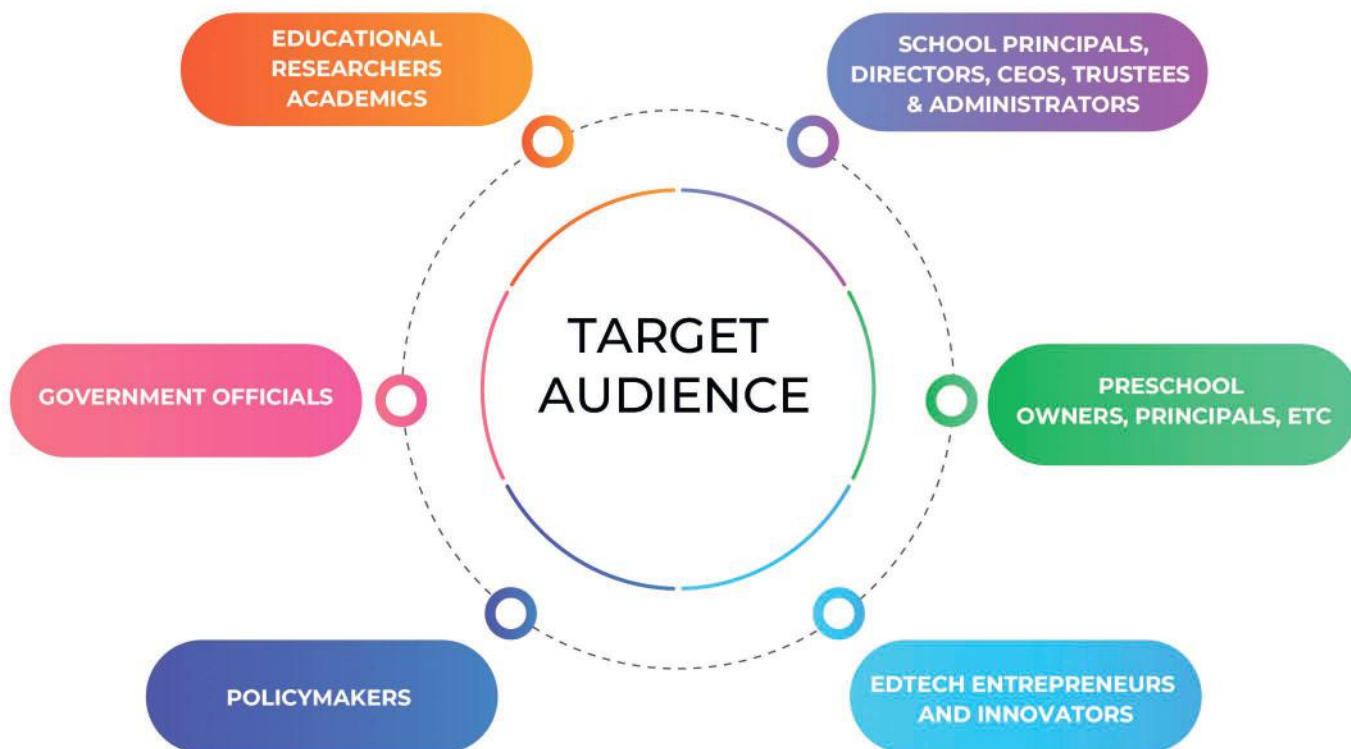 EDUCATIONAL
RESEARCHERS
ACADEMICS
SCHOOL PRINCIPALS,
DIRECTORS, CEOS, TRUSTEES
& ADMINISTRATORS
TARGET
AUDIENCE
GOVERNMENT OFFICIALS
PRESCHOOL
OWNERS, PRINCIPALS, ETC
POLICYMAKERS
EDTECH ENTREPRENEURS
AND INNOVATORS